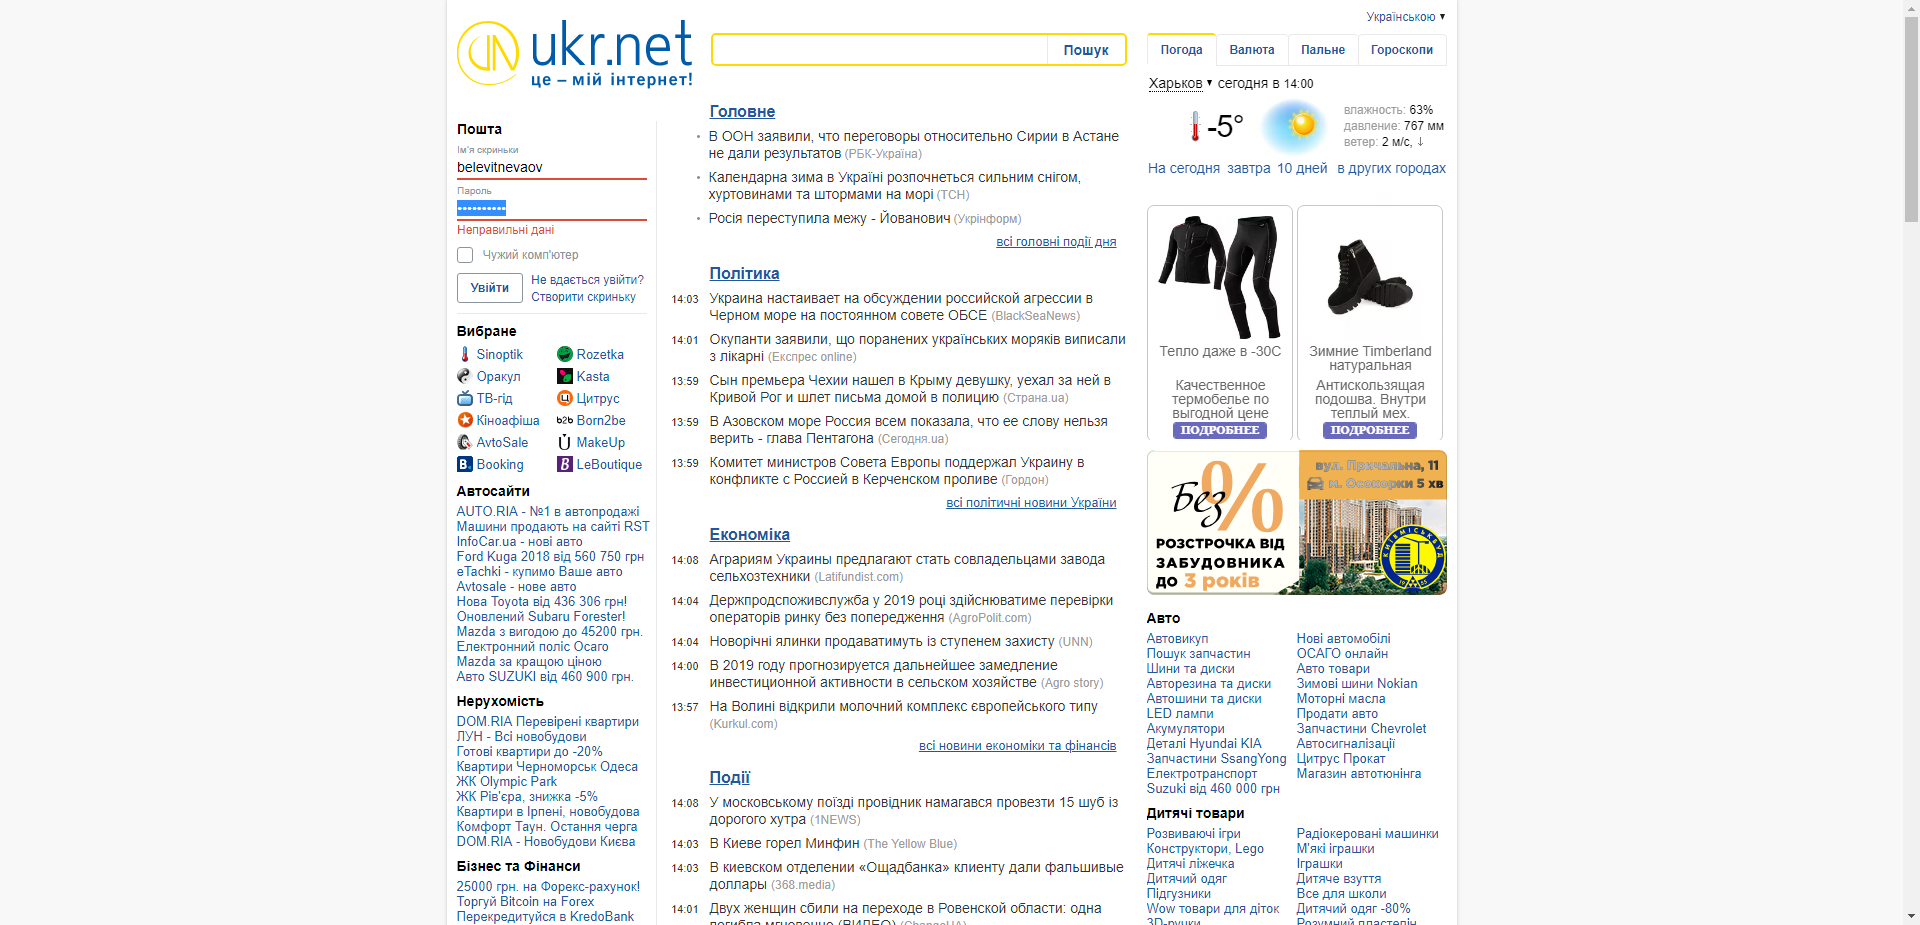 Українською ▼
ukr.net
це – мій інтернет!
Пошук
Погода
Валюта
Пальне
Гороскопи
Харьков ▼ сегодня в 14:00
-5°
влажность: 63%
давление: 767 мм
ветер: 2 м/с, ↓
На сегодня завтра 10 дней в других городах
Пошта
Ім'я скриньки
belevitnevaov
Пароль
••••••••••
Неправильні дані
Чужий комп'ютер
Увійти
Не вдається увійти?
Створити скриньку
Вибране
Sinoptik
Rozetka
Оракул
Kasta
ТВ-гід
Цитрус
Кіноафіша
b2b Born2be
AvtoSale
MakeUp
B. Booking
B LeBoutique
Автосайти
AUTO.RIA - №1 в автопродажі
Машини продають на сайті RST
InfoCar.ua - нові авто
Ford Kuga 2018 від 560 750 грн
eTachki - купимо Ваше авто
Avtosale - нове авто
Нова Toyota від 436 306 грн!
Оновлений Subaru Forester!
Mazda з вигодою до 45200 грн.
Електронний поліс Осаго
Mazda за кращою ціною
Авто SUZUKI від 460 900 грн.
Нерухомість
DOM.RIA Перевірені квартири
ЛУН - Всі новобудови
Готові квартири до -20%
Квартири Черноморськ Одеса
ЖК Olympic Park
ЖК Рів'єра, знижка -5%
Квартири в Ірпені, новобудова
Комфорт Таун. Остання черга
DOM.RIA - Новобудови Києва
Бізнес та Фінанси
25000 грн. на Форекс-рахунок!
Торгуй Bitcoin на Forex
Перекредитуйся в KredoBank
Головне
• В ООН заявили, что переговоры относительно Сирии в Астане
не дали результатов (РБК-Україна)
• Календарна зима в Україні розпочнеться сильним снігом,
хуртовинами та штормами на морі (ТСН)
• Росія переступила межу - Йованович (Укрінформ)
всі головні події дня
Політика
14:03 Украина настаивает на обсуждении российской агрессии в
Черном море на постоянном совете ОБСЕ (BlackSeaNews)
14:01 Окупанти заявили, що поранених українських моряків виписали
з лікарні (Експрес online)
13:59 Сын премьера Чехии нашел в Крыму девушку, уехал за ней в
Кривой Рог и шлет письма домой в полицию (Страна.ua)
13:59 В Азовском море Россия всем показала, что ее слову нельзя
верить - глава Пентагона (Сегодня.ua)
13:59 Комитет министров Совета Европы поддержал Украину в
конфликте с Россией в Керченском проливе (Гордон)
всі політичні новини України
Економіка
14:08 Аграриям Украины предлагают стать совладельцами завода
сельхозтехники (Latifundist.com)
14:04 Держпродспоживслужба у 2019 році здійснюватиме перевірки
операторів ринку без попередження (AgroPolit.com)
14:04 Новорічні ялинки продаватимуть із ступенем захисту (UNN)
14:00 В 2019 году прогнозируется дальнейшее замедление
инвестиционной активности в сельском хозяйстве (Agro story)
13:57 На Волині відкрили молочний комплекс європейського типу
(Kurkul.com)
всі новини економіки та фінансів
Події
14:08 У московському поїзді провідник намагався провезти 15 шуб із
дорогого хутра (1NEWS)
14:03 В Киеве горел Минфин (The Yellow Blue)
14:03 В киевском отделении «Ощадбанка» клиенту дали фальшивые
доллары (368.media)
14:01 Двух женщин сбили на переходе в Ровенской области: одна
погибла мгновенно (ВИДЕО) (ChangeUA)
Тепло даже в -30С
Качественное
термобелье по
выгодной цене
ПОДРОБНЕЕ
Зимние Timberland
натуральная
Антискользящая
подошва. Внутри
теплый мех.
ПОДРОБНЕЕ
Без %
РОЗСТРОЧКА ВІД
ЗАБУДОВНИКА
ДО 3 років
вул. Причальна, 11
м. Осокорки 5 хв
КИЇВМІСЬКБУД
Авто
Автовикуп
Пошук запчастин
Шини та диски
Авторезина та диски
Автошини та диски
LED лампи
Акумулятори
Деталі Hyundai KIA
Запчастини SsangYong
Електротранспорт
Suzuki від 460 000 грн
Нові автомобілі
ОСАГО онлайн
Авто товари
Зимові шини Nokian
Моторні масла
Продати авто
Запчастини Chevrolet
Автосигналізації
Цитрус Прокат
Магазин автотюнінга
Дитячі товари
Розвиваючі ігри
Конструктори, Lego
Дитячі ліжечка
Дитячий одяг
Підгузники
Wow товари для діток
3D-ручки
Радіокеровані машинки
М'які іграшки
Іграшки
Дитяче взуття
Все для школи
Дитячий одяг -80%
Розумний пластелін